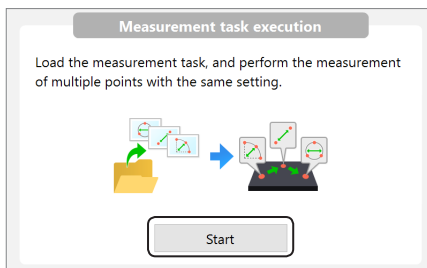 Measurement task execution
Load the measurement task, and perform the measurement
of multiple points with the same setting.
Start